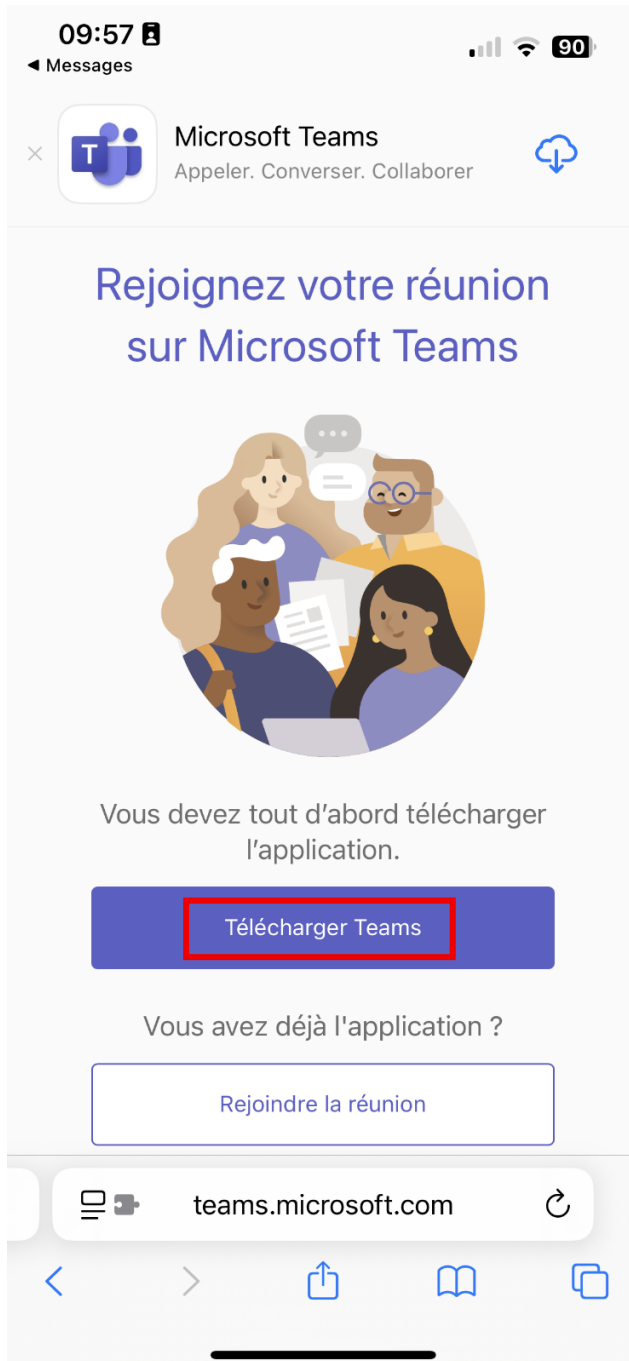 09:57
90
◀ Messages
T
Microsoft Teams
Appeler. Converser. Collaborer
Rejoignez votre réunion
sur Microsoft Teams
Vous devez tout d’abord télécharger
l’application.
Télécharger Teams
Vous avez déjà l'application ?
Rejoindre la réunion
teams.microsoft.com